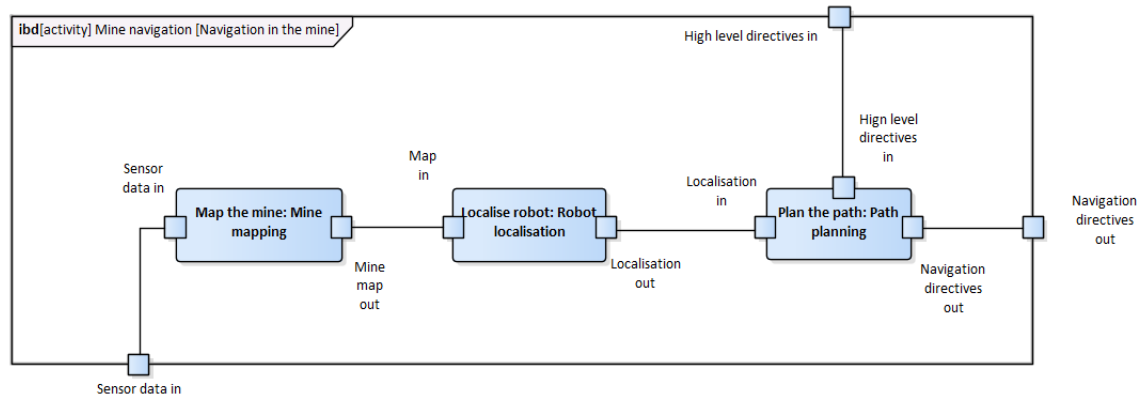 ibd[activity] Mine navigation [Navigation in the mine]
High level directives in
Hign level
directives
in
Sensor
data in
Map
in
Localisation
in
Map the mine: Mine
mapping
Localise robot: Robot
localisation
Plan the path: Path
planning
Navigation
directives
out
Mine
map
out
Localisation
out
Navigation
directives
out
Sensor data in